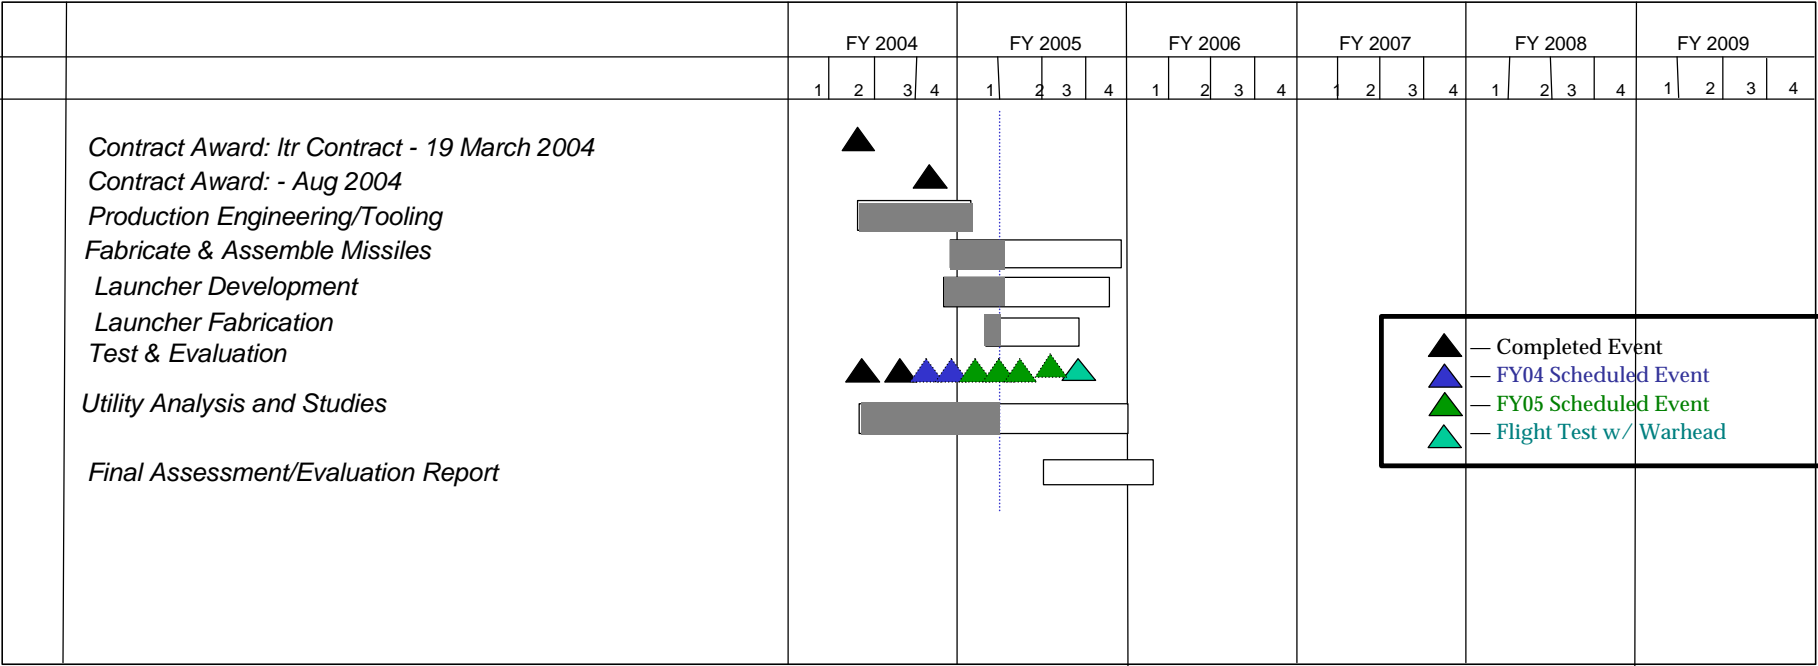 FY 2004 FY 2005 FY 2006 FY 2007 FY 2008 FY 2009
1 2 3 4 1 2 3 4 1 2 3 4 1 2 3 4 1 2 3 4 1 2 3 4
Contract Award: ltr Contract - 19 March 2004
Contract Award: - Aug 2004
Production Engineering/Tooling
Fabricate & Assemble Missiles
Launcher Development
Launcher Fabrication
Test & Evaluation
Utility Analysis and Studies
Final Assessment/Evaluation Report
— Completed Event
— FY04 Scheduled Event
— FY05 Scheduled Event
— Flight Test w/ Warhead